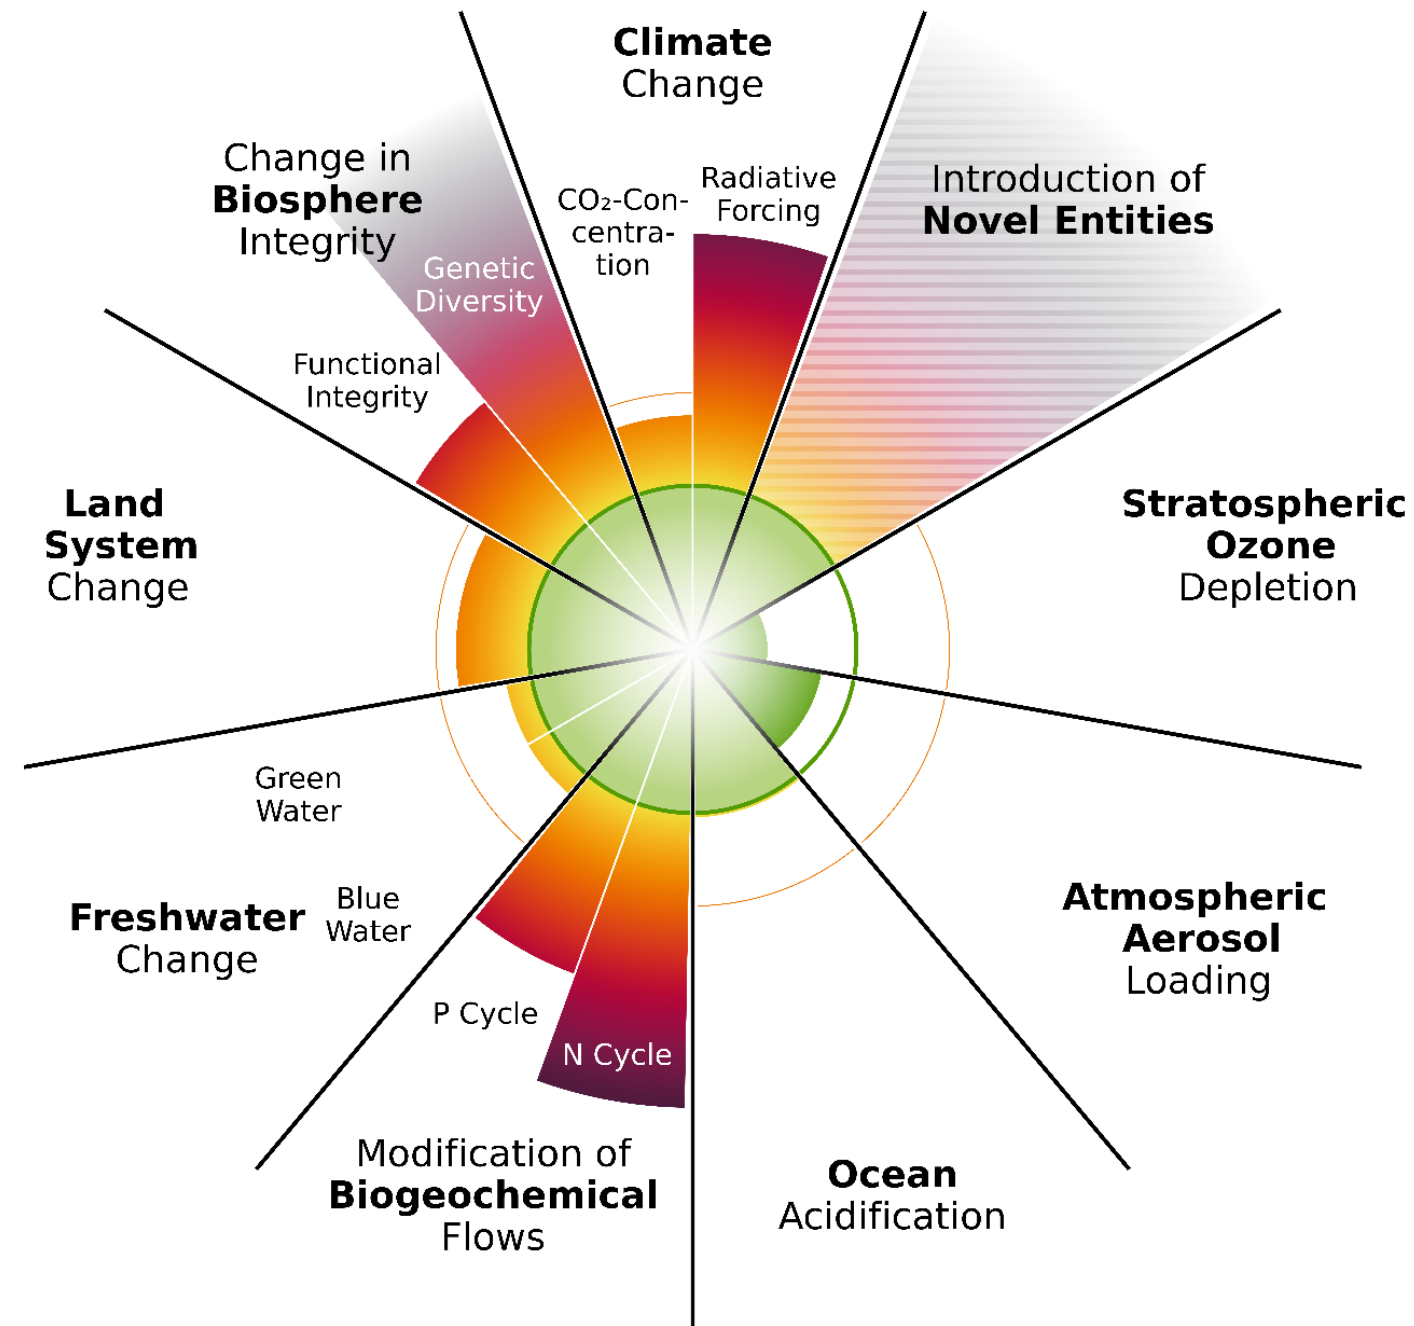 Climate
Change
CO₂-Con-
centra-
tion
Radiative
Forcing
Introduction of
Novel Entities
Stratospheric
Ozone
Depletion
Atmospheric
Aerosol
Loading
Ocean
Acidification
Modification of
Biogeochemical
Flows
P Cycle
N Cycle
Freshwater
Change
Blue
Water
Green
Water
Land
System
Change
Change in
Biosphere
Integrity
Functional
Integrity
Genetic
Diversity